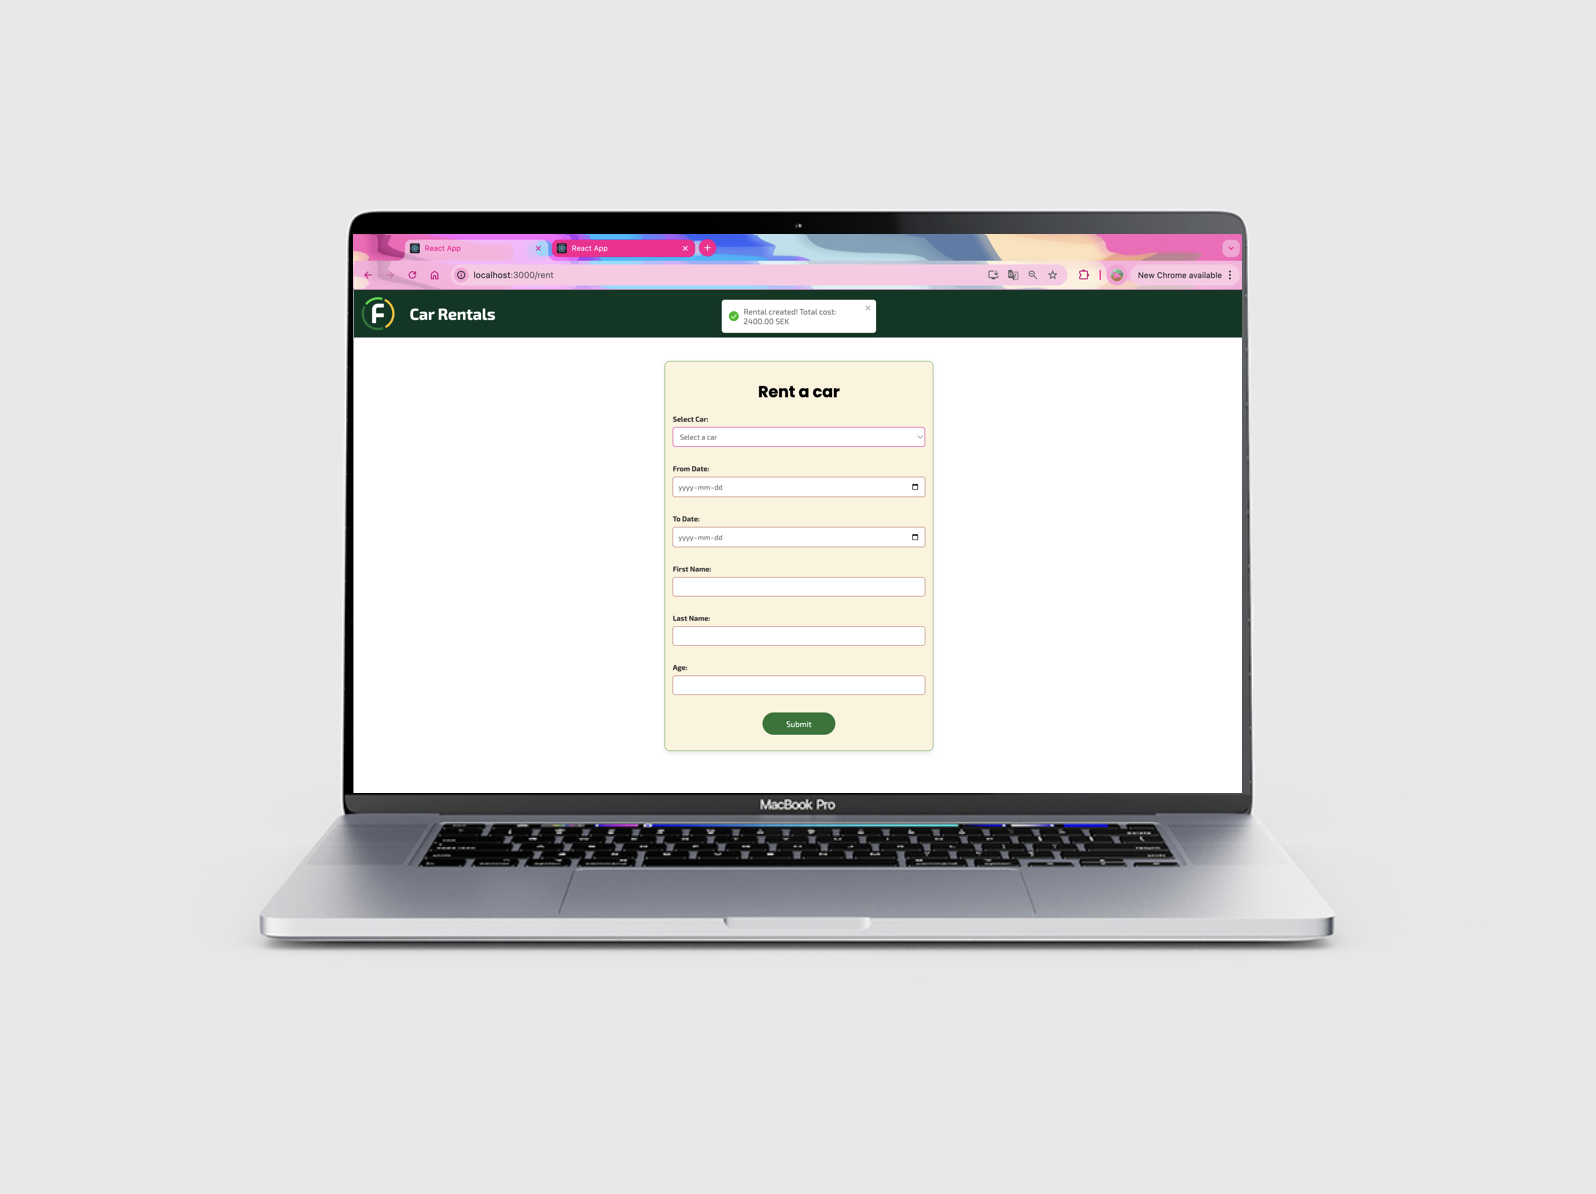 React App
React App
localhost:3000/rent
New Chrome available
F
Car Rentals
Rental created! Total cost:
2400.00 SEK
Rent a car
Select Car:
Select a car
From Date:
yyyy-mm-dd
To Date:
yyyy-mm-dd
First Name:
Last Name:
Age:
Submit
MacBook Pro